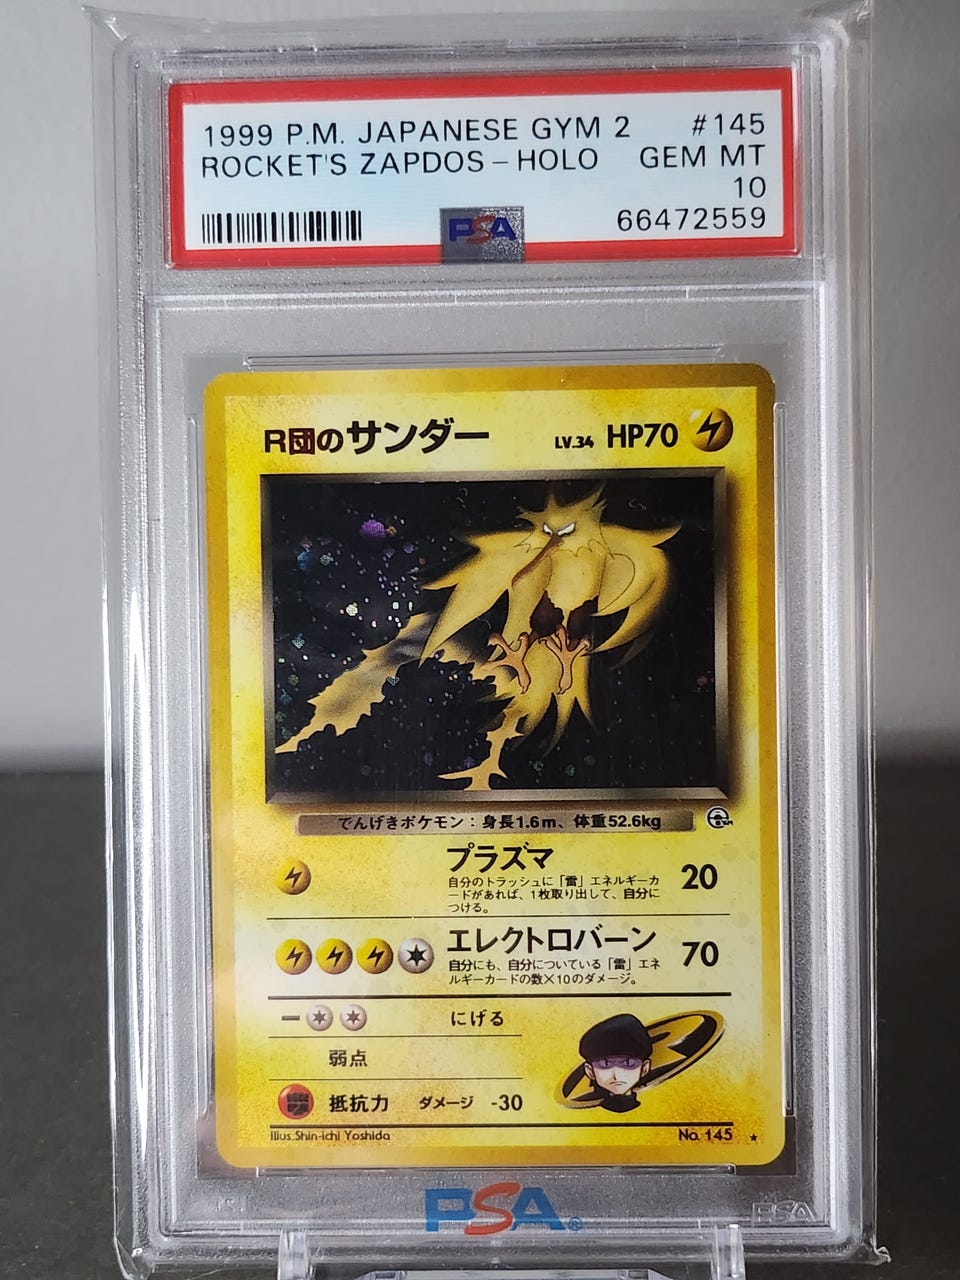 1999 P.M. JAPANESE GYM 2 #145
ROCKET'S ZAPDOS - HOLO GEM MT
10
PSA 66472559
R団のサンダー LV.34 HP70
でんげきポケモン：身長1.6m、体重52.6kg
プラズマ 20
自分のトラッシュに「雷」エネルギーカ
ードがあれば、1枚取り出して、自分に
つける。
エレクトロバーン 70
自分にも、自分についている「雷」エネ
ルギーカードの数×10のダメージ。
にげる
弱点
抵抗力 ダメージ -30
Illus.Shin-ichi Yoshida No. 145 ★
PSA®
PSA